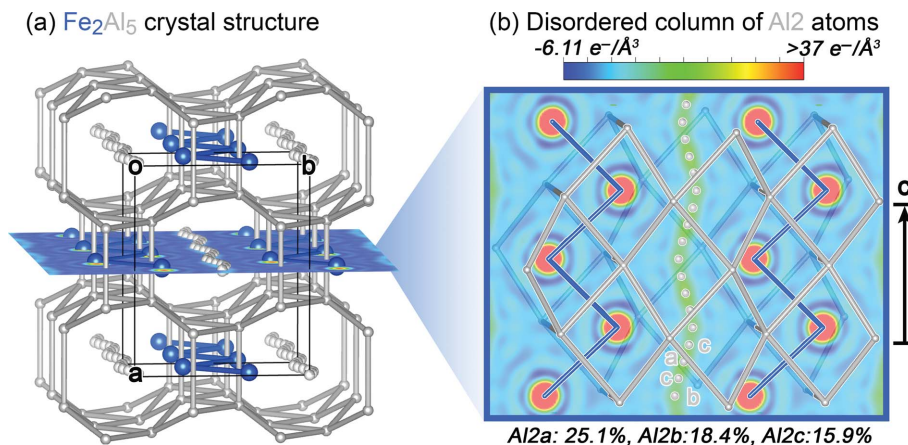 (a) Fe₂Al₅ crystal structure
o
b
a
(b) Disordered column of Al2 atoms
-6.11 e⁻/Å³
>37 e⁻/Å³
c
c
a
c
b
Al2a: 25.1%, Al2b:18.4%, Al2c:15.9%